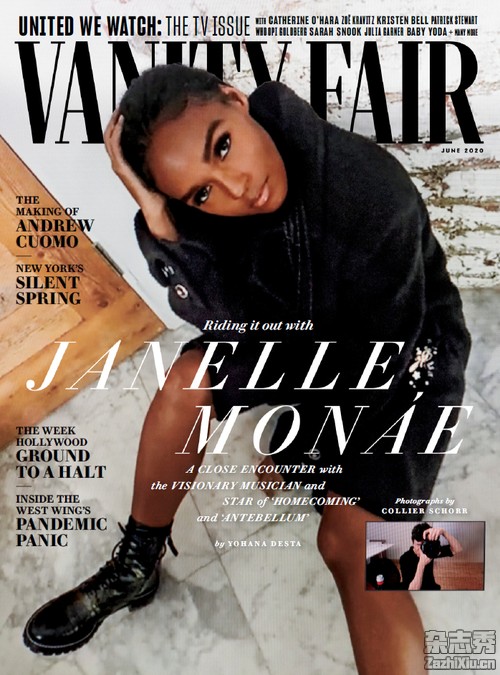 UNITED WE WATCH: THE TV ISSUE
WITH CATHERINE O'HARA ZOË KRAVITZ KRISTEN BELL PATRICK STEWART
WHOOPI GOLDBERG SARAH SNOOK JULIA GARNER BABY YODA + MANY MORE
VANITY FAIR
JUNE 2020
THE
MAKING OF
ANDREW
CUOMO
NEW YORK'S
SILENT
SPRING
Riding it out with
JANELLE
MONÁE
A CLOSE ENCOUNTER with
the VISIONARY MUSICIAN and
STAR of 'HOMECOMING'
and 'ANTEBELLUM'
by YOHANA DESTA
THE WEEK
HOLLYWOOD
GROUND
TO A HALT
INSIDE THE
WEST WING'S
PANDEMIC
PANIC
Photographs by
COLLIER SCHORR
杂志秀
ZaZhiXiu.cn